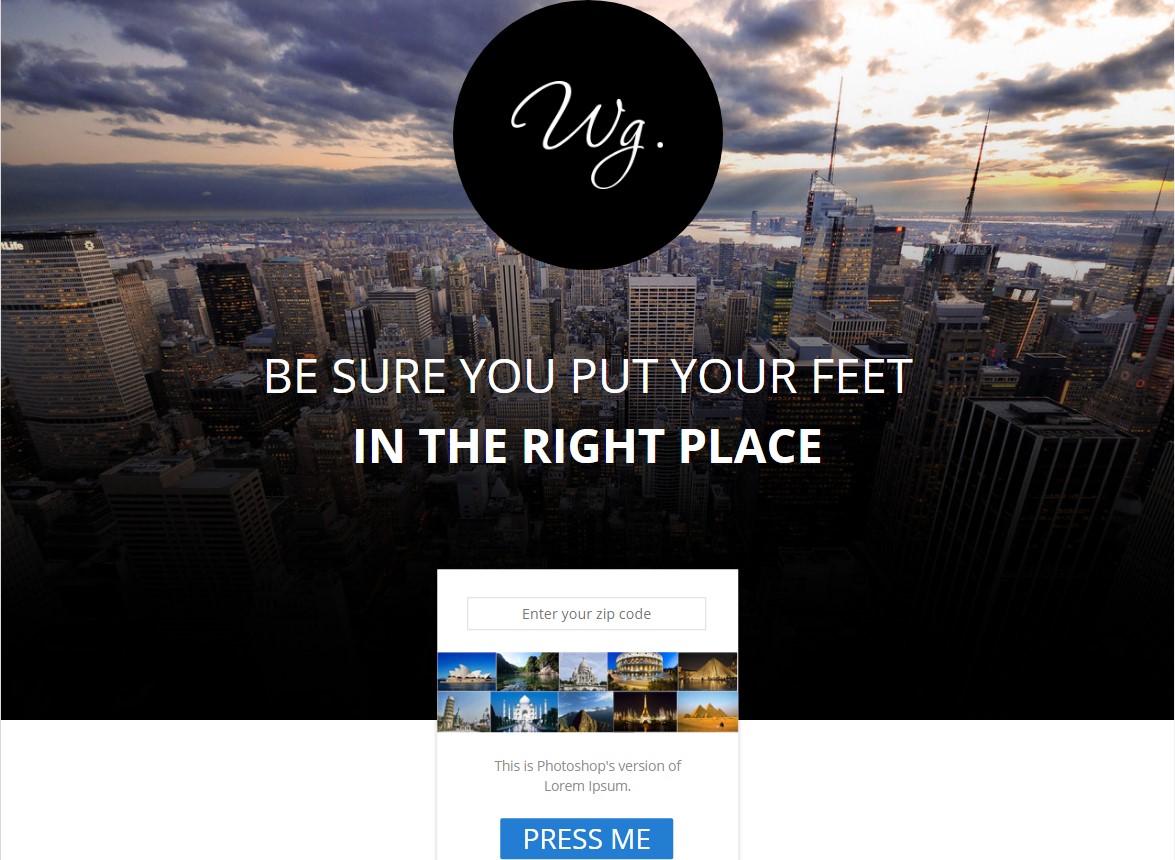 Wg.
tLife
BE SURE YOU PUT YOUR FEET
IN THE RIGHT PLACE
Enter your zip code
This is Photoshop's version of
Lorem Ipsum.
PRESS ME